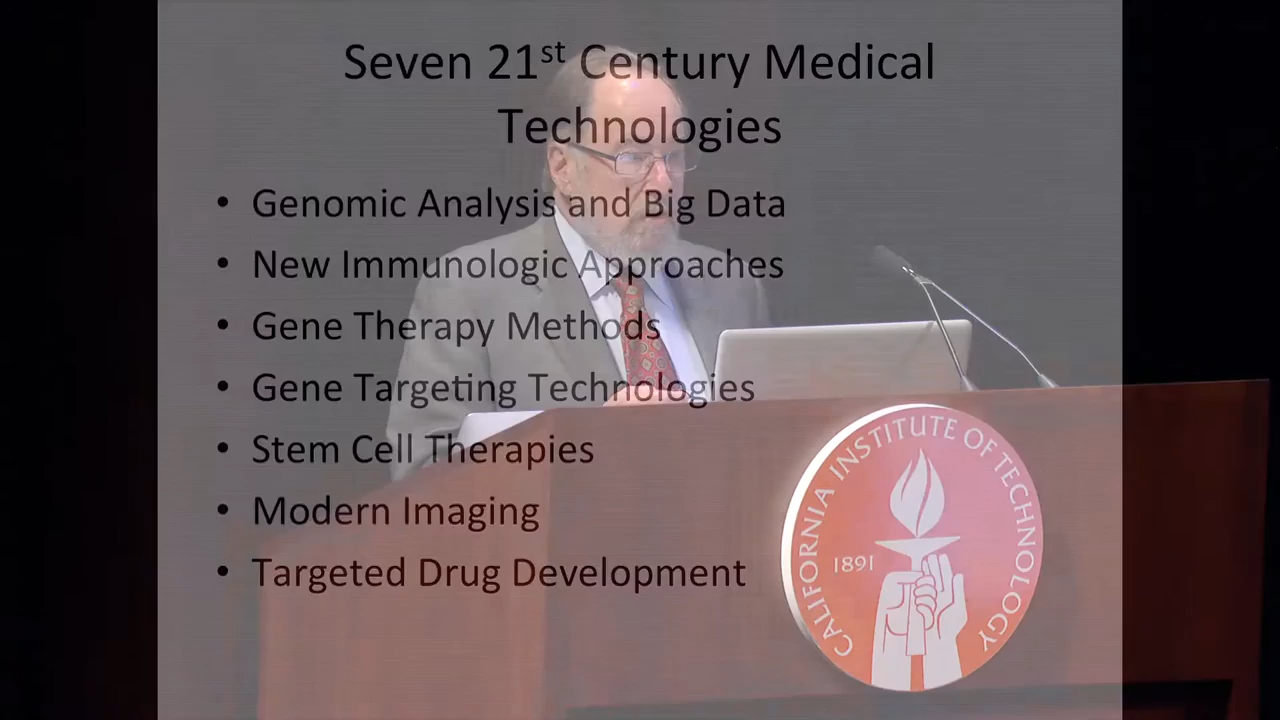 Seven 21st Century Medical
Technologies
• Genomic Analysis and Big Data
• New Immunologic Approaches
• Gene Therapy Methods
• Gene Targeting Technologies
• Stem Cell Therapies
• Modern Imaging
• Targeted Drug Development
CALIFORNIA INSTITUTE OF TECHNOLOGY
1891